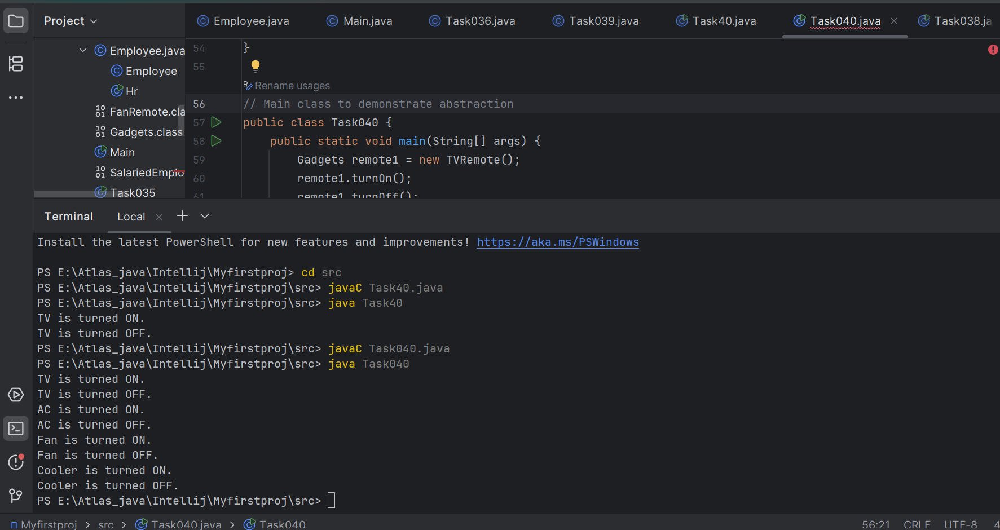 Project
Employee.java
Main.java
Task036.java
Task039.java
Task40.java
Task040.java
Task038.ja
Employee.java
Employee
Hr
FanRemote.cla
Gadgets.class
Main
SalariedEmplo
Task035
54 }
55
Rename usages
56 // Main class to demonstrate abstraction
57 public class Task040 {
58 public static void main(String[] args) {
59 Gadgets remote1 = new TVRemote();
60 remote1.turnOn();
61 remote1.turnOff();
Terminal Local
Install the latest PowerShell for new features and improvements! https://aka.ms/PSWindows
PS E:\Atlas_java\Intellij\Myfirstproj> cd src
PS E:\Atlas_java\Intellij\Myfirstproj\src> javaC Task40.java
PS E:\Atlas_java\Intellij\Myfirstproj\src> java Task40
TV is turned ON.
TV is turned OFF.
PS E:\Atlas_java\Intellij\Myfirstproj\src> javaC Task040.java
PS E:\Atlas_java\Intellij\Myfirstproj\src> java Task040
TV is turned ON.
TV is turned OFF.
AC is turned ON.
AC is turned OFF.
Fan is turned ON.
Fan is turned OFF.
Cooler is turned ON.
Cooler is turned OFF.
PS E:\Atlas_java\Intellij\Myfirstproj\src>
Myfirstproj > src > Task040.java > Task040
56:21 CRLF UTF-8 4